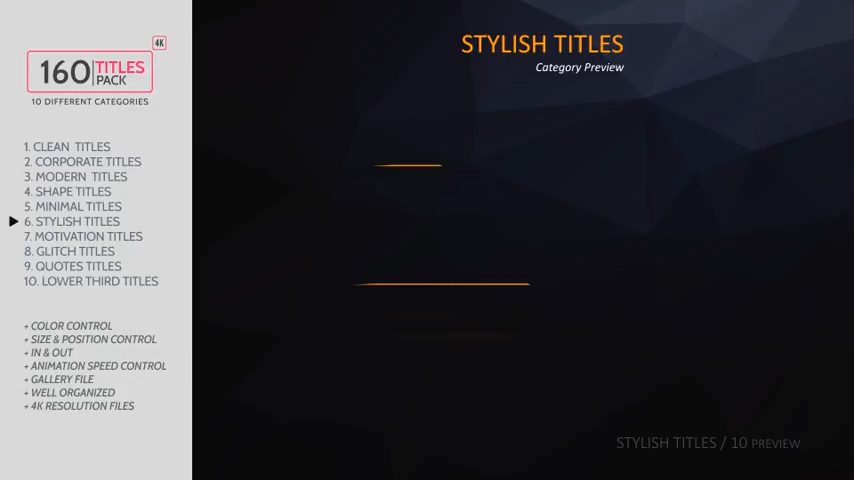 4K
160 TITLES PACK
10 DIFFERENT CATEGORIES
1. CLEAN TITLES
2. CORPORATE TITLES
3. MODERN TITLES
4. SHAPE TITLES
5. MINIMAL TITLES
6. STYLISH TITLES
7. MOTIVATION TITLES
8. GLITCH TITLES
9. QUOTES TITLES
10. LOWER THIRD TITLES
+ COLOR CONTROL
+ SIZE & POSITION CONTROL
+ IN & OUT
+ ANIMATION SPEED CONTROL
+ GALLERY FILE
+ WELL ORGANIZED
+ 4K RESOLUTION FILES
STYLISH TITLES
Category Preview
STYLISH TITLES / 10 PREVIEW